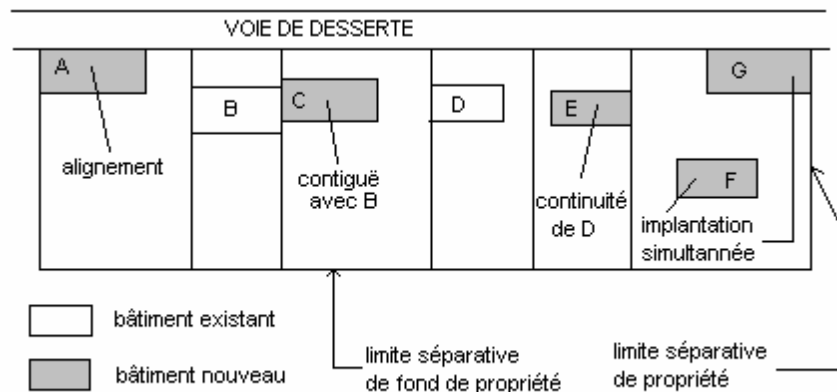 VOIE DE DESSERTE
A
B
C
D
E
G
F
alignement
contiguë
avec B
continuité
de D
implantation
simultannée
bâtiment existant
bâtiment nouveau
limite séparative
de fond de propriété
limite séparative
de propriété